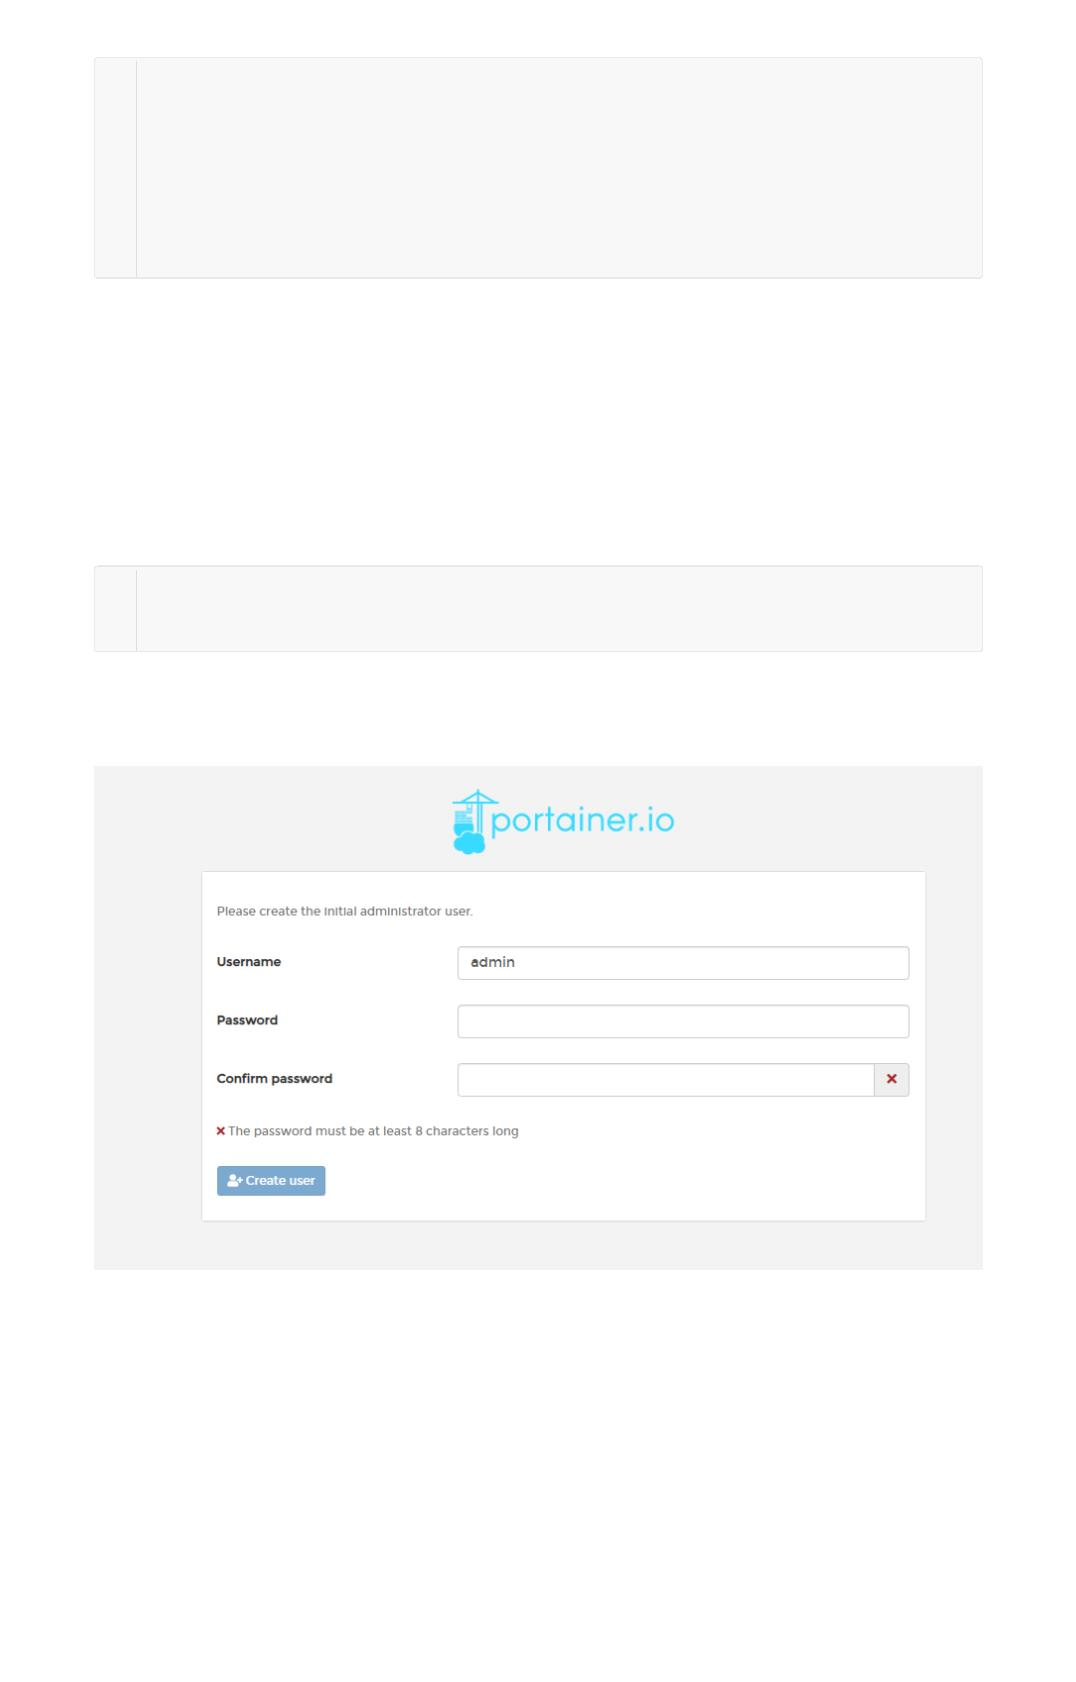 portainer.io
Please create the initial administrator user.
Username
admin
Password
Confirm password
The password must be at least 8 characters long
Create user